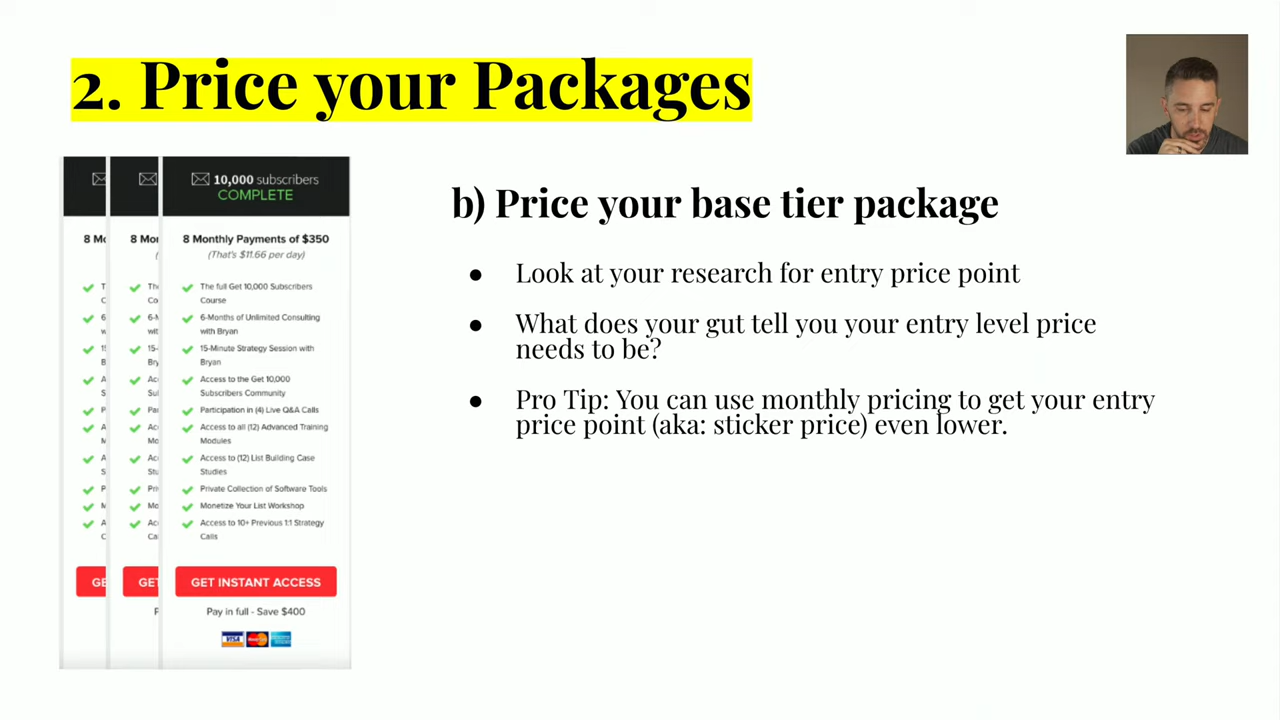 2. Price your Packages
10,000 subscribers
COMPLETE
8 Mo
8 Mon
8 Monthly Payments of $350
(That's $11.66 per day)
The full Get 10,000 Subscribers
Course
6-Months of Unlimited Consulting
with Bryan
15-Minute Strategy Session with
Bryan
Access to the Get 10,000
Subscribers Community
Participation in (4) Live Q&A Calls
Access to all (12) Advanced Training
Modules
Access to (12) List Building Case
Studies
Private Collection of Software Tools
Monetize Your List Workshop
Access to 10+ Previous 1:1 Strategy
Calls
GE
GET
GET INSTANT ACCESS
Pay in full - Save $400
VISA
b) Price your base tier package
● Look at your research for entry price point
● What does your gut tell you your entry level price
needs to be?
● Pro Tip: You can use monthly pricing to get your entry
price point (aka: sticker price) even lower.